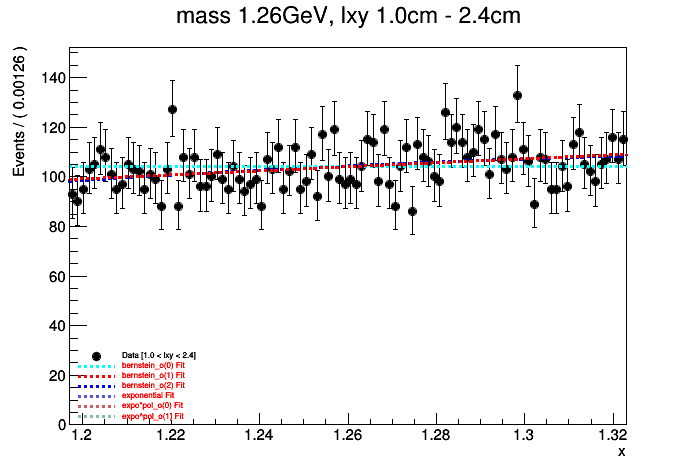 mass 1.26GeV, lxy 1.0cm - 2.4cm
Events / ( 0.00126 )
140
120
100
80
60
40
20
0
Data [1.0 < lxy < 2.4]
bernstein_o(0) Fit
bernstein_o(1) Fit
bernstein_o(2) Fit
exponential Fit
expo*pol_o(0) Fit
expo*pol_o(1) Fit
1.2 1.22 1.24 1.26 1.28 1.3 1.32
x